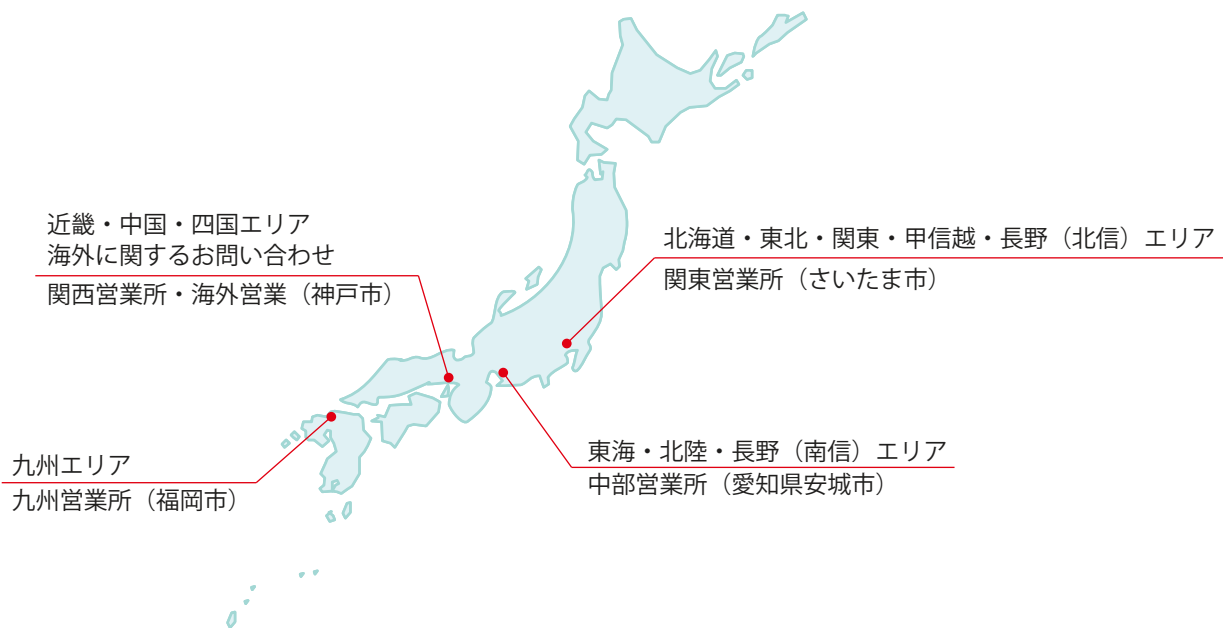 近畿・中国・四国エリア
海外に関するお問い合わせ
関西営業所・海外営業（神戸市）
北海道・東北・関東・甲信越・長野（北信）エリア
関東営業所（さいたま市）
東海・北陸・長野（南信）エリア
中部営業所（愛知県安城市）
九州エリア
九州営業所（福岡市）